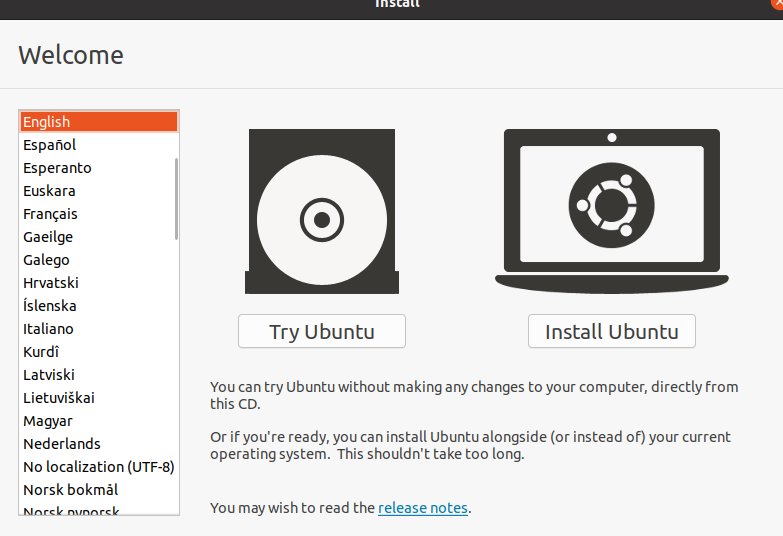 Install
Welcome
English
Español
Esperanto
Euskara
Français
Gaeilge
Galego
Hrvatski
Íslenska
Italiano
Kurdî
Latviski
Lietuviškai
Magyar
Nederlands
No localization (UTF-8)
Norsk bokmål
Norsk nynorsk
Try Ubuntu
Install Ubuntu
You can try Ubuntu without making any changes to your computer, directly from
this CD.
Or if you're ready, you can install Ubuntu alongside (or instead of) your current
operating system.  This shouldn't take too long.
You may wish to read the release notes.